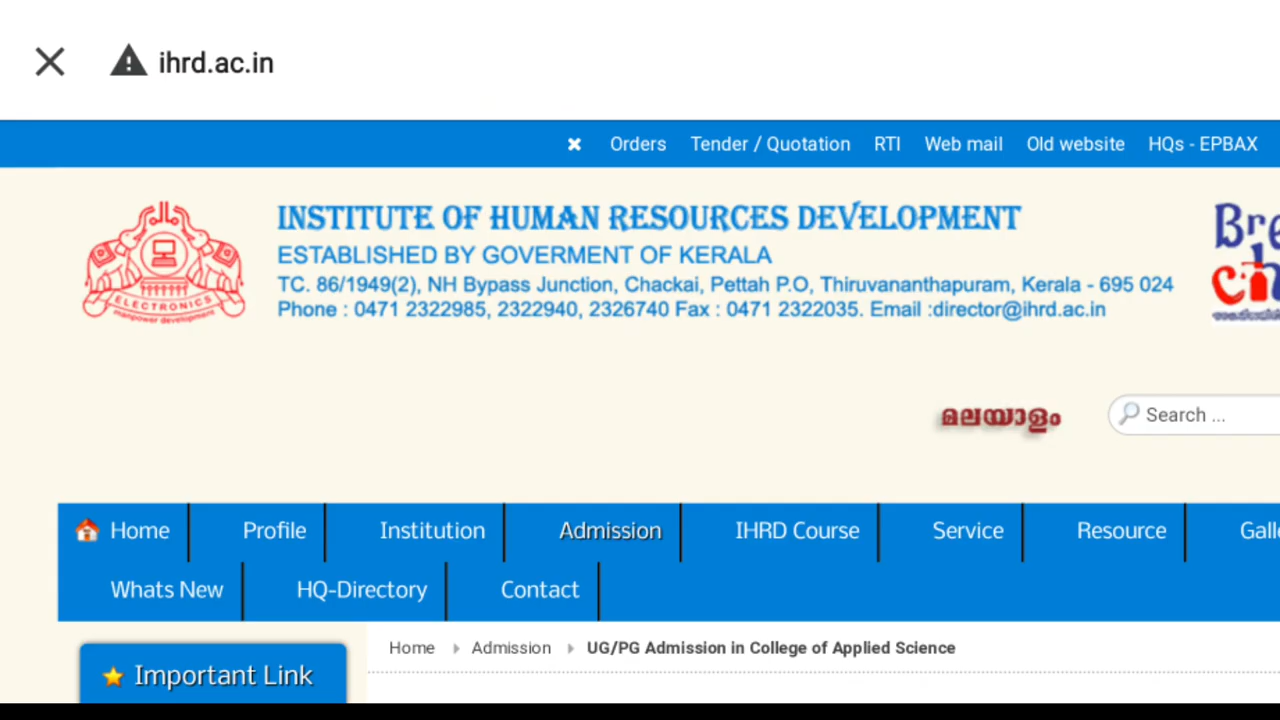 ihrd.ac.in
Orders Tender / Quotation RTI Web mail Old website HQs - EPBAX
INSTITUTE OF HUMAN RESOURCES DEVELOPMENT
ESTABLISHED BY GOVERMENT OF KERALA
TC. 86/1949(2), NH Bypass Junction, Chackai, Pettah P.O, Thiruvananthapuram, Kerala - 695 024
Phone : 0471 2322985, 2322940, 2326740 Fax : 0471 2322035. Email :director@ihrd.ac.in
ELECTRONICS
manpower development
Bre
മലയാളം
Search ...
Home Profile Institution Admission IHRD Course Service Resource Galle
Whats New HQ-Directory Contact
Home Admission UG/PG Admission in College of Applied Science
Important Link